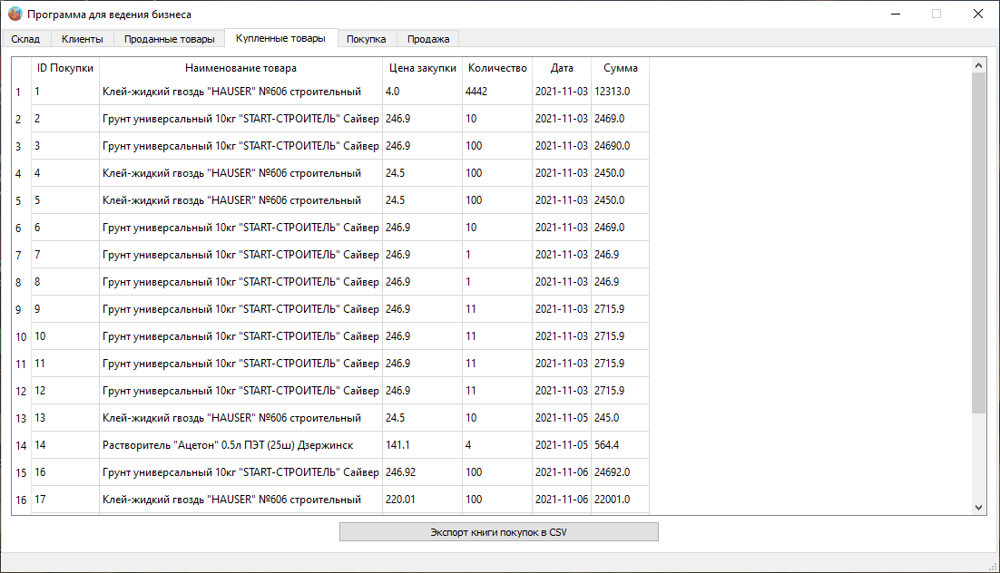 Программа для ведения бизнеса
Склад Клиенты Проданные товары Купленные товары Покупка Продажа
ID Покупки Наименование товара Цена закупки Количество Дата Сумма
1 1 Клей-жидкий гвоздь "HAUSER" №606 строительный 4.0 4442 2021-11-03 12313.0
2 2 Грунт универсальный 10кг "START-СТРОИТЕЛЬ" Сайвер 246.9 10 2021-11-03 2469.0
3 3 Грунт универсальный 10кг "START-СТРОИТЕЛЬ" Сайвер 246.9 100 2021-11-03 24690.0
4 4 Клей-жидкий гвоздь "HAUSER" №606 строительный 24.5 100 2021-11-03 2450.0
5 5 Клей-жидкий гвоздь "HAUSER" №606 строительный 24.5 100 2021-11-03 2450.0
6 6 Грунт универсальный 10кг "START-СТРОИТЕЛЬ" Сайвер 246.9 10 2021-11-03 2469.0
7 7 Грунт универсальный 10кг "START-СТРОИТЕЛЬ" Сайвер 246.9 1 2021-11-03 246.9
8 8 Грунт универсальный 10кг "START-СТРОИТЕЛЬ" Сайвер 246.9 1 2021-11-03 246.9
9 9 Грунт универсальный 10кг "START-СТРОИТЕЛЬ" Сайвер 246.9 11 2021-11-03 2715.9
10 10 Грунт универсальный 10кг "START-СТРОИТЕЛЬ" Сайвер 246.9 11 2021-11-03 2715.9
11 11 Грунт универсальный 10кг "START-СТРОИТЕЛЬ" Сайвер 246.9 11 2021-11-03 2715.9
12 12 Грунт универсальный 10кг "START-СТРОИТЕЛЬ" Сайвер 246.9 11 2021-11-03 2715.9
13 13 Клей-жидкий гвоздь "HAUSER" №606 строительный 24.5 10 2021-11-05 245.0
14 14 Растворитель "Ацетон" 0.5л ПЭТ (25ш) Дзержинск 141.1 4 2021-11-05 564.4
15 16 Грунт универсальный 10кг "START-СТРОИТЕЛЬ" Сайвер 246.92 100 2021-11-06 24692.0
16 17 Клей-жидкий гвоздь "HAUSER" №606 строительный 220.01 100 2021-11-06 22001.0
Экспорт книги покупок в CSV